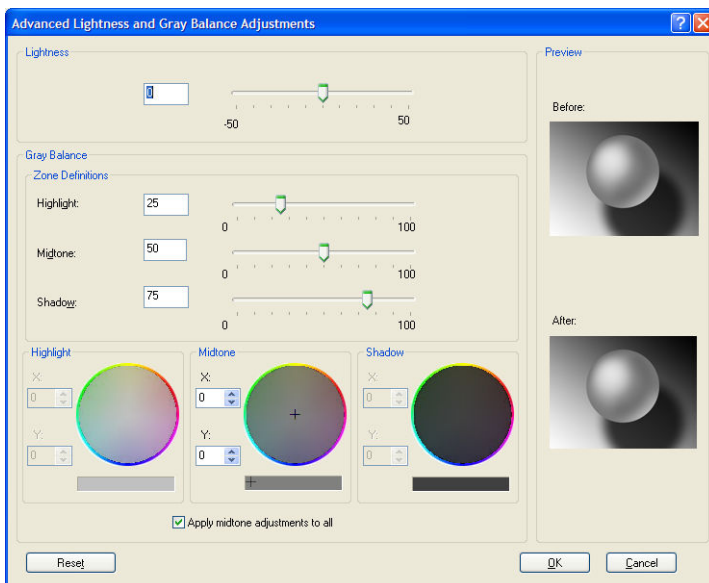 Advanced Lightness and Gray Balance Adjustments
Lightness
0
-50 50
Gray Balance
Zone Definitions
Highlight: 25
0 100
Midtone: 50
0 100
Shadow: 75
0 100
Highlight
X:
0
Y:
0
Midtone
X:
0
Y:
0
Shadow
X:
0
Y:
0
Apply midtone adjustments to all
Preview
Before:
After:
Reset
OK
Cancel